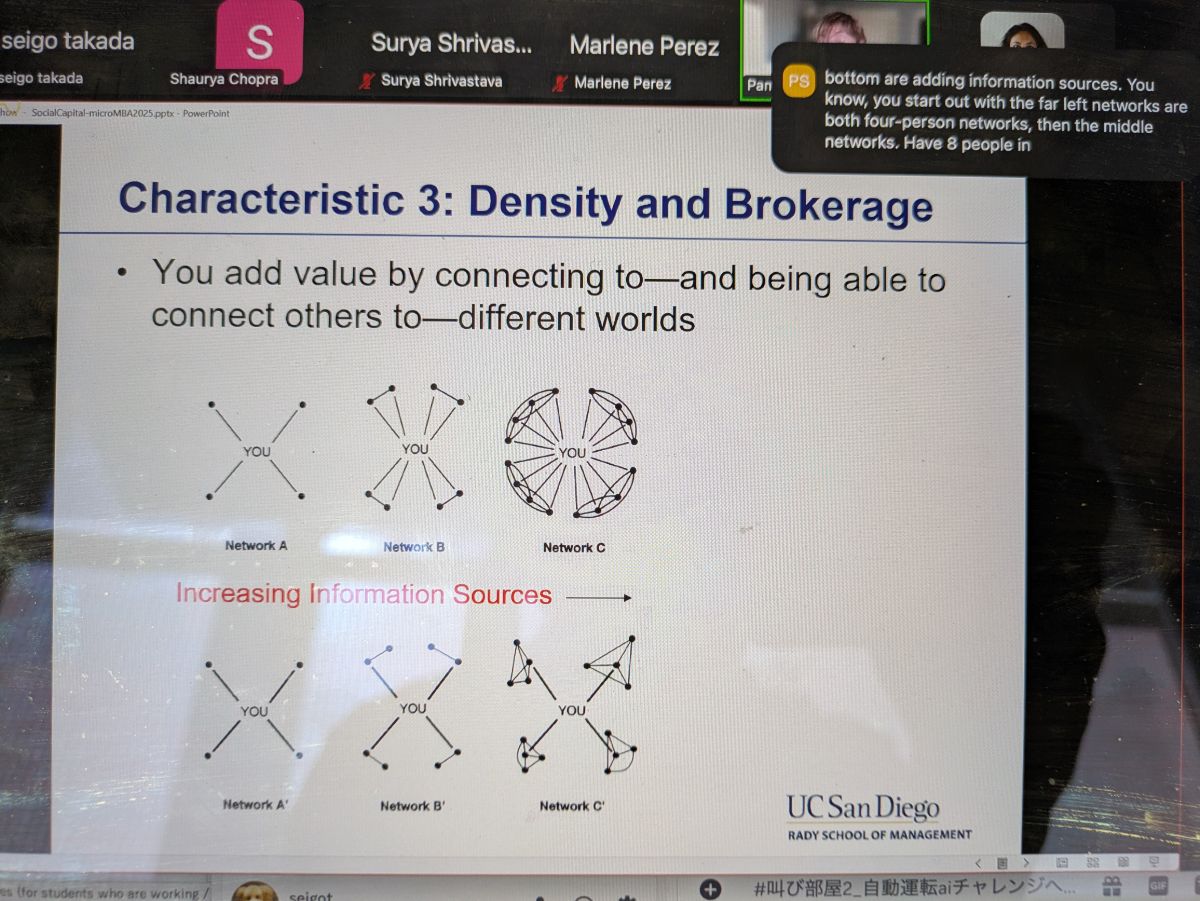 seigo takada
seigo takada
S
Shaurya Chopra
Surya Shrivas...
Surya Shrivastava
Marlene Perez
Marlene Perez
Pan
PS
bottom are adding information sources. You
know, you start out with the far left networks are
both four-person networks, then the middle
networks. Have 8 people in
how - SocialCapital-microMBA2025.pptx - PowerPoint
Characteristic 3: Density and Brokerage
• You add value by connecting to—and being able to
connect others to—different worlds
YOU
YOU
YOU
Network A
Network B
Network C
Increasing Information Sources
YOU
YOU
YOU
Network A'
Network B'
Network C'
UC San Diego
RADY SCHOOL OF MANAGEMENT
es (for students who are working /
seigot
#叫び部屋2_自動運転aiチャレンジへ...
GIF